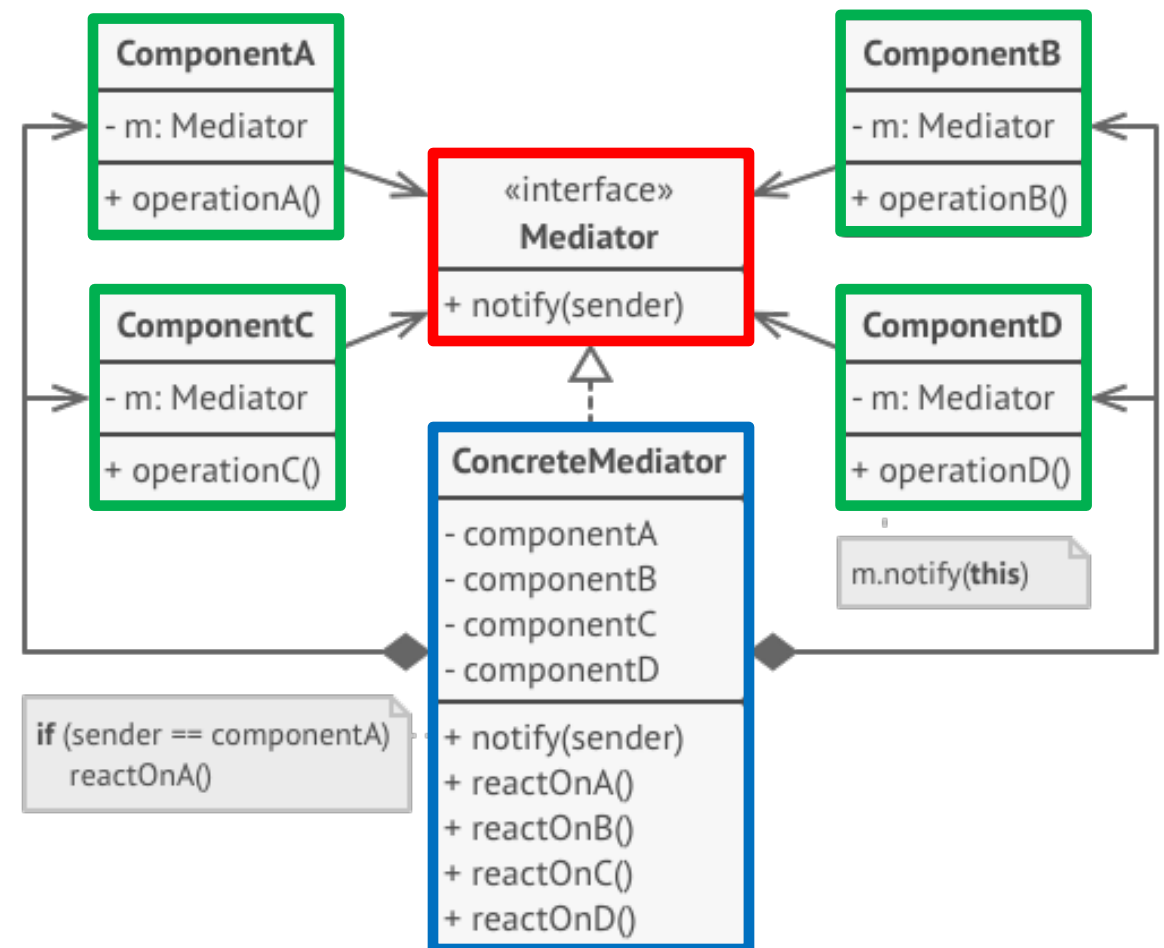 ComponentA
- m: Mediator
+ operationA()
ComponentB
- m: Mediator
+ operationB()
«interface»
Mediator
+ notify(sender)
ComponentC
- m: Mediator
+ operationC()
ComponentD
- m: Mediator
+ operationD()
m.notify(this)
ConcreteMediator
- componentA
- componentB
- componentC
- componentD
+ notify(sender)
+ reactOnA()
+ reactOnB()
+ reactOnC()
+ reactOnD()
if (sender == componentA)
reactOnA()